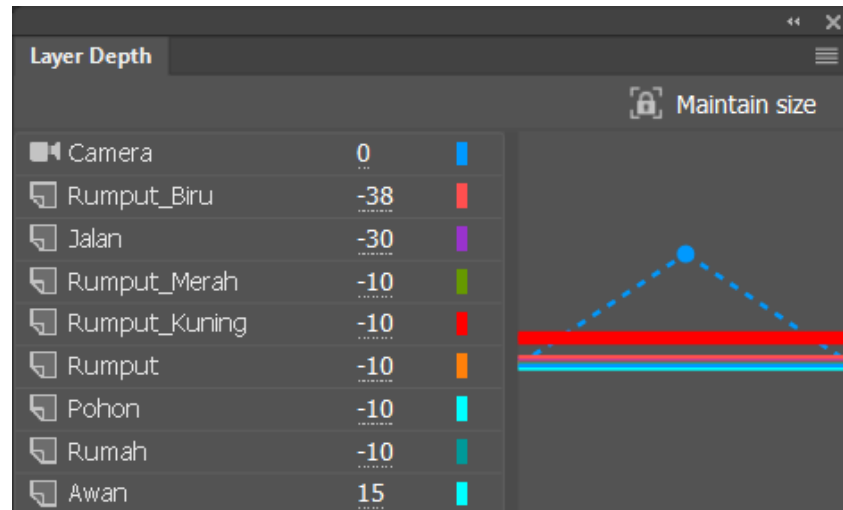 Layer Depth
Maintain size
Camera 0
Rumput_Biru -38
Jalan -30
Rumput_Merah -10
Rumput_Kuning -10
Rumput -10
Pohon -10
Rumah -10
Awan 15